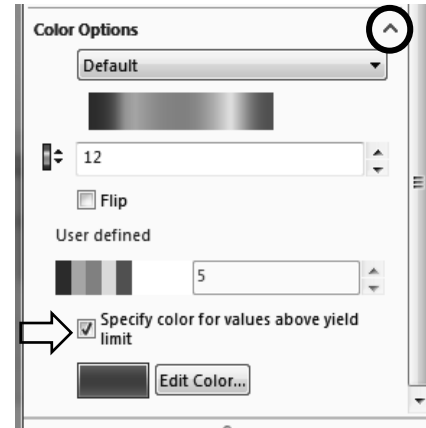 Color Options
Default
12
Flip
User defined
5
Specify color for values above yield
limit
Edit Color...